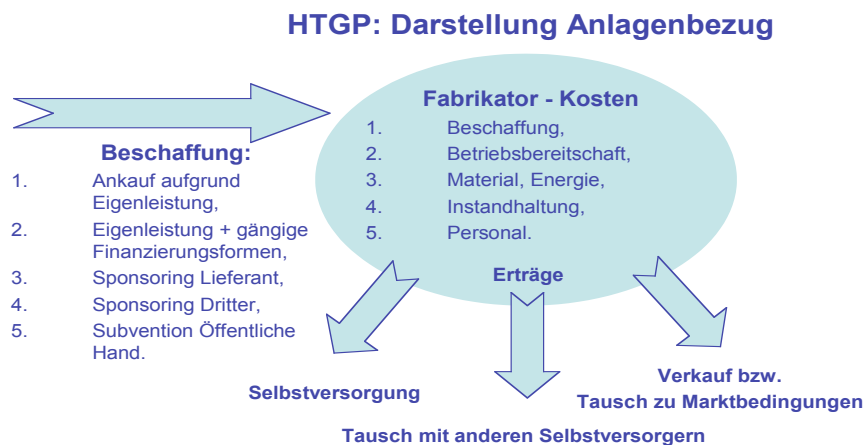 HTGP: Darstellung Anlagenbezug
Beschaffung:
1. Ankauf aufgrund
Eigenleistung,
2. Eigenleistung + gängige
Finanzierungsformen,
3. Sponsoring Lieferant,
4. Sponsoring Dritter,
5. Subvention Öffentliche
Hand.
Fabrikator - Kosten
1. Beschaffung,
2. Betriebsbereitschaft,
3. Material, Energie,
4. Instandhaltung,
5. Personal.
Erträge
Selbstversorgung
Tausch mit anderen Selbstversorgern
Verkauf bzw.
Tausch zu Marktbedingungen